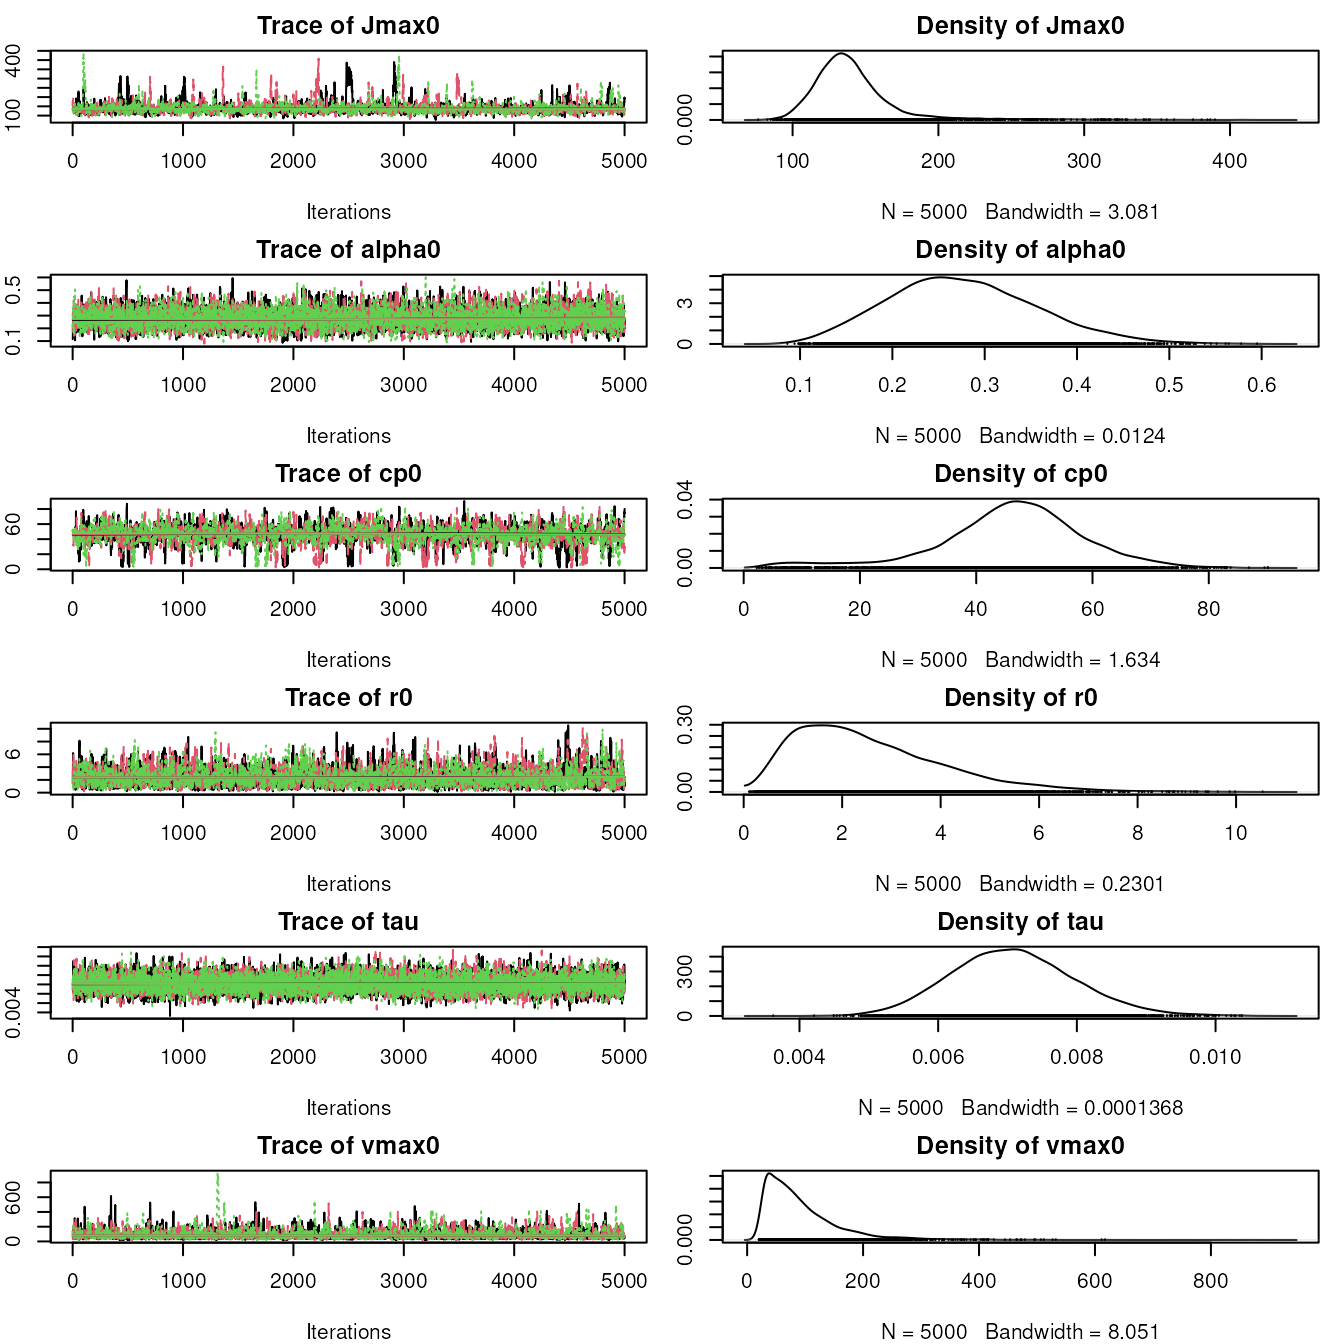 Trace of Jmax0
Density of Jmax0
100 400
0.000
0 1000 2000 3000 4000 5000
100 200 300 400
Iterations
N = 5000 Bandwidth = 3.081
Trace of alpha0
Density of alpha0
0.1 0.5
0 3
0 1000 2000 3000 4000 5000
0.1 0.2 0.3 0.4 0.5 0.6
Iterations
N = 5000 Bandwidth = 0.0124
Trace of cp0
Density of cp0
0 60
0.00 0.04
0 1000 2000 3000 4000 5000
0 20 40 60 80
Iterations
N = 5000 Bandwidth = 1.634
Trace of r0
Density of r0
0 6
0.00 0.30
0 1000 2000 3000 4000 5000
0 2 4 6 8 10
Iterations
N = 5000 Bandwidth = 0.2301
Trace of tau
Density of tau
0.004
0 300
0 1000 2000 3000 4000 5000
0.004 0.006 0.008 0.010
Iterations
N = 5000 Bandwidth = 0.0001368
Trace of vmax0
Density of vmax0
0 600
0.000
0 1000 2000 3000 4000 5000
0 200 400 600 800
Iterations
N = 5000 Bandwidth = 8.051